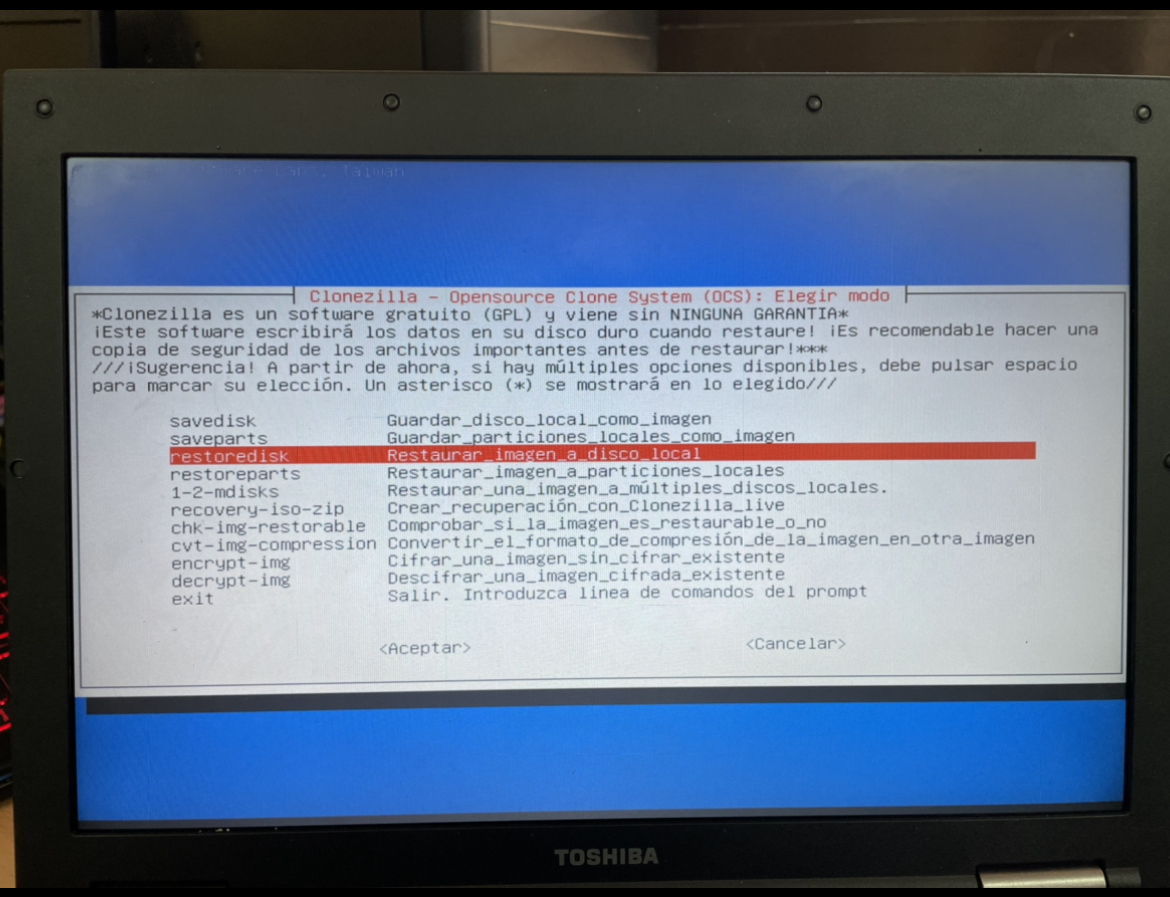 Taiwan
Clonezilla - Opensource Clone System (OCS): Elegir modo
*Clonezilla es un software gratuito (GPL) y viene sin NINGUNA GARANTIA*
¡Este software escribirá los datos en su disco duro cuando restaure! ¡Es recomendable hacer una
copia de seguridad de los archivos importantes antes de restaurar!***
///¡Sugerencia! A partir de ahora, si hay múltiples opciones disponibles, debe pulsar espacio
para marcar su elección. Un asterisco (*) se mostrará en lo elegido///
savedisk Guardar_disco_local_como_imagen
saveparts Guardar_particiones_locales_como_imagen
restoredisk Restaurar_imagen_a_disco_local
restoreparts Restaurar_imagen_a_particiones_locales
1-2-mdisks Restaurar_una_imagen_a_múltiples_discos_locales.
recovery-iso-zip Crear_recuperación_con_Clonezilla_live
chk-img-restorable Comprobar_si_la_imagen_es_restaurable_o_no
cvt-img-compression Convertir_el_formato_de_compresión_de_la_imagen_en_otra_imagen
encrypt-img Cifrar_una_imagen_sin_cifrar_existente
decrypt-img Descifrar_una_imagen_cifrada_existente
exit Salir. Introduzca linea de comandos del prompt
<Aceptar> <Cancelar>
TOSHIBA